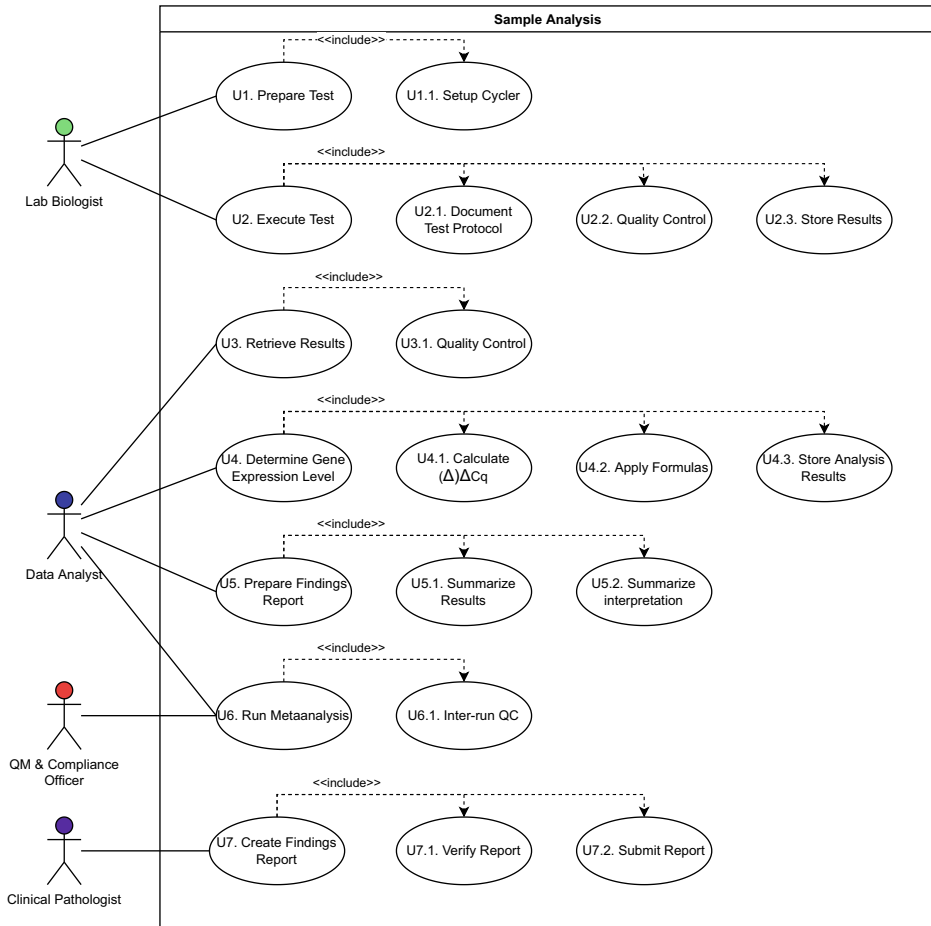 Sample Analysis
<<include>>
U1. Prepare Test
U1.1. Setup Cycler
Lab Biologist
<<include>>
U2. Execute Test
U2.1. Document
Test Protocol
U2.2. Quality Control
U2.3. Store Results
<<include>>
U3. Retrieve Results
U3.1. Quality Control
<<include>>
U4. Determine Gene
Expression Level
U4.1. Calculate
(Δ)ΔCq
U4.2. Apply Formulas
U4.3. Store Analysis
Results
Data Analyst
<<include>>
U5. Prepare Findings
Report
U5.1. Summarize
Results
U5.2. Summarize
interpretation
<<include>>
U6. Run Metaanalysis
U6.1. Inter-run QC
QM & Compliance
Officer
<<include>>
U7. Create Findings
Report
U7.1. Verify Report
U7.2. Submit Report
Clinical Pathologist